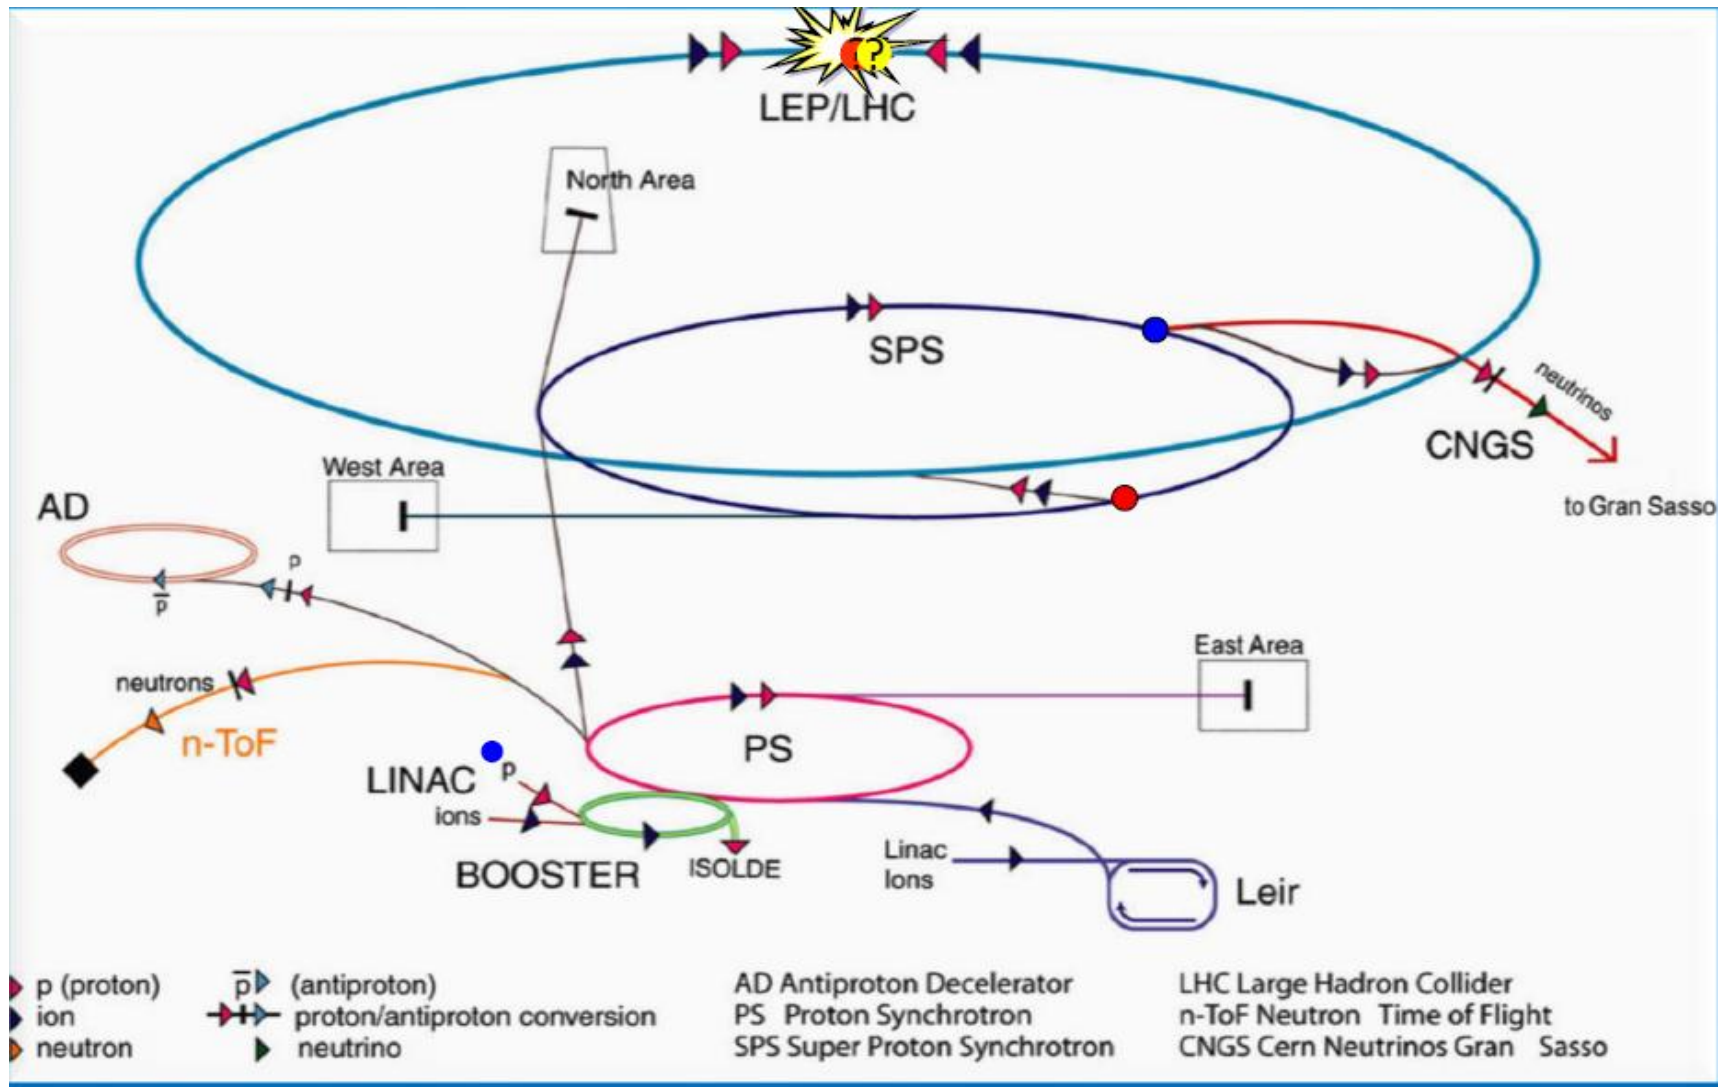 ?
LEP/LHC
North Area
SPS
neutrinos
CNGS
West Area
to Gran Sasso
AD
p
p̅
East Area
neutrons
n-ToF
PS
LINAC
p
ions
BOOSTER
ISOLDE
Linac
Ions
Leir
p (proton)
ion
neutron
p̅ (antiproton)
proton/antiproton conversion
neutrino
AD Antiproton Decelerator
PS Proton Synchrotron
SPS Super Proton Synchrotron
LHC Large Hadron Collider
n-ToF Neutron Time of Flight
CNGS Cern Neutrinos Gran Sasso